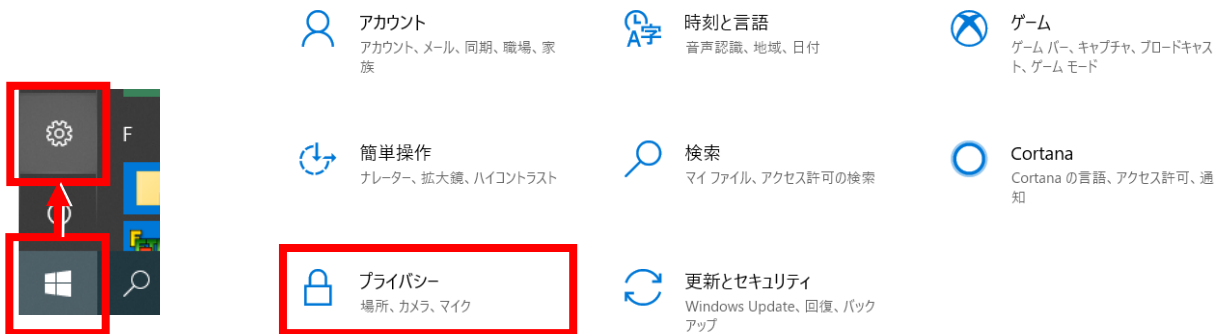 アカウント
アカウント、メール、同期、職場、家
族
時刻と言語
音声認識、地域、日付
ゲーム
ゲーム バー、キャプチャ、ブロードキャス
ト、ゲーム モード
F
簡単操作
ナレーター、拡大鏡、ハイコントラスト
検索
マイ ファイル、アクセス許可の検索
Cortana
Cortana の言語、アクセス許可、通
知
プライバシー
場所、カメラ、マイク
更新とセキュリティ
Windows Update、回復、バック
アップ